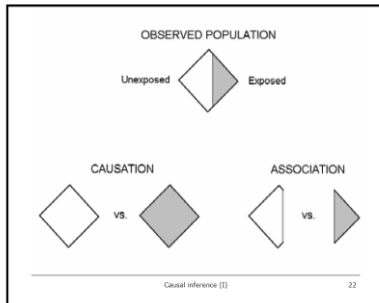 OBSERVED POPULATION
Unexposed Exposed
CAUSATION ASSOCIATION
vs. vs.
Causal inference (I) 22